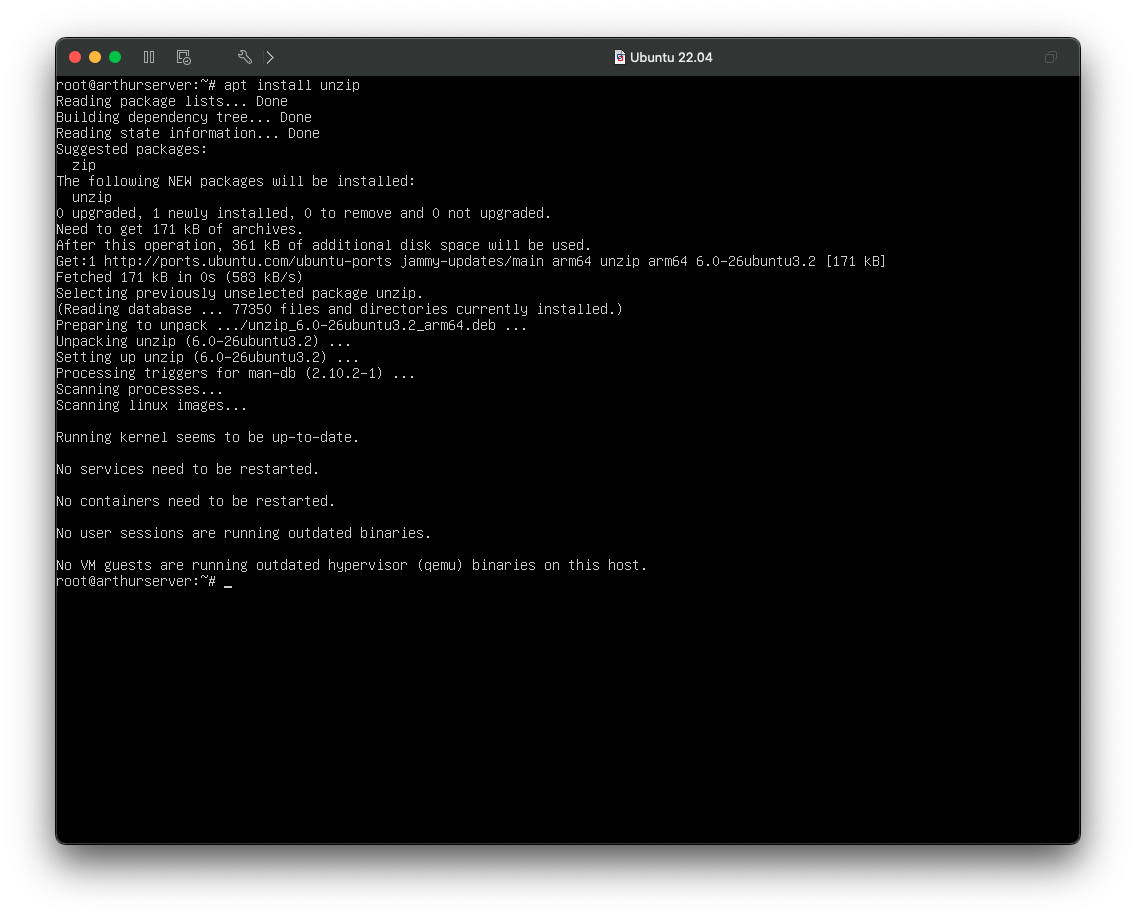 Ubuntu 22.04
root@arthurserver:~# apt install unzip
Reading package lists... Done
Building dependency tree... Done
Reading state information... Done
Suggested packages:
  zip
The following NEW packages will be installed:
  unzip
0 upgraded, 1 newly installed, 0 to remove and 0 not upgraded.
Need to get 171 kB of archives.
After this operation, 361 kB of additional disk space will be used.
Get:1 http://ports.ubuntu.com/ubuntu-ports jammy-updates/main arm64 unzip arm64 6.0-26ubuntu3.2 [171 kB]
Fetched 171 kB in 0s (583 kB/s)
Selecting previously unselected package unzip.
(Reading database ... 77350 files and directories currently installed.)
Preparing to unpack .../unzip_6.0-26ubuntu3.2_arm64.deb ...
Unpacking unzip (6.0-26ubuntu3.2) ...
Setting up unzip (6.0-26ubuntu3.2) ...
Processing triggers for man-db (2.10.2-1) ...
Scanning processes...
Scanning linux images...
Running kernel seems to be up-to-date.
No services need to be restarted.
No containers need to be restarted.
No user sessions are running outdated binaries.
No VM guests are running outdated hypervisor (qemu) binaries on this host.
root@arthurserver:~# _